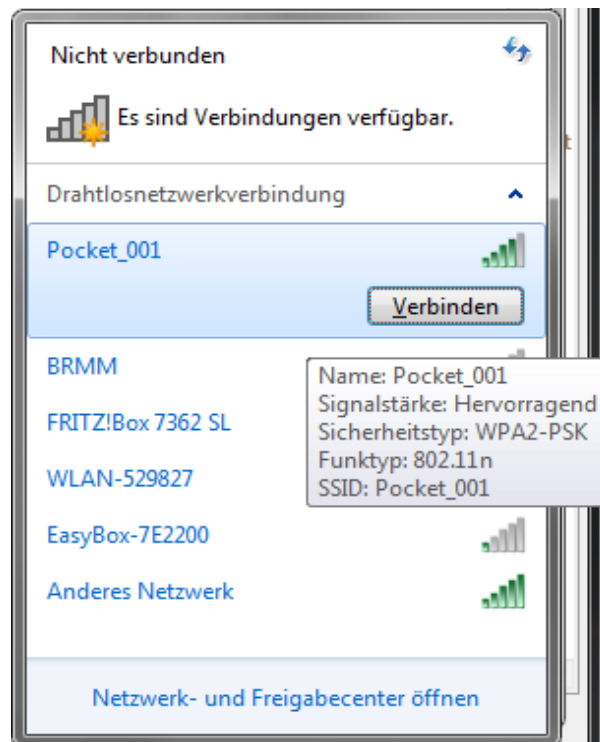 Nicht verbunden
Es sind Verbindungen verfügbar.
Drahtlosnetzwerkverbindung
Pocket_001
Verbinden
BRMM
FRITZ!Box 7362 SL
WLAN-529827
EasyBox-7E2200
Anderes Netzwerk
Name: Pocket_001
Signalstärke: Hervorragend
Sicherheitstyp: WPA2-PSK
Funktyp: 802.11n
SSID: Pocket_001
Netzwerk- und Freigabecenter öffnen